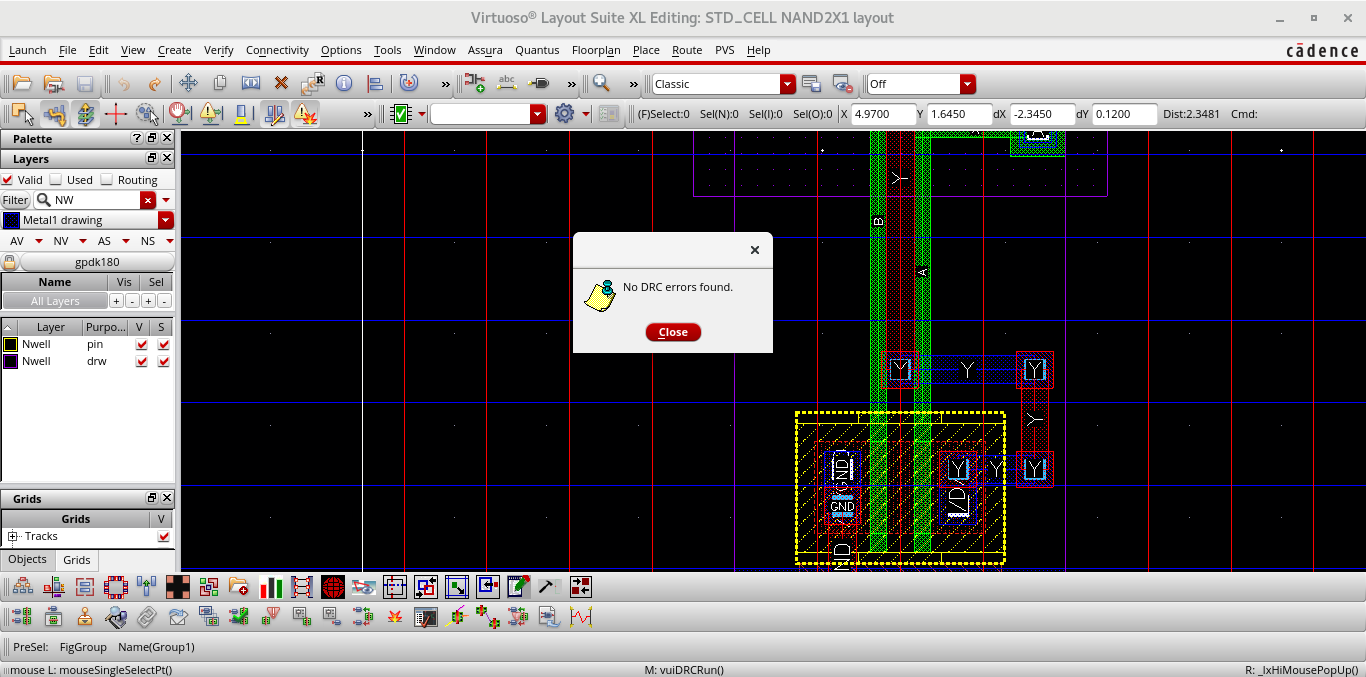 Virtuoso® Layout Suite XL Editing: STD_CELL NAND2X1 layout
Launch File Edit View Create Verify Connectivity Options Tools Window Assura Quantus Floorplan Place Route PVS Help cādence
» abc » » Classic Off
» (F)Select:0 Sel(N):0 Sel(I):0 Sel(O):0 X 4.9700 Y 1.6450 dX -2.3450 dY 0.1200 Dist:2.3481 Cmd:
Palette
Layers
Valid Used Routing
Filter NW
Metal1 drawing
AV NV AS NS
gpdk180
Name Vis Sel
All Layers + - + -
Layer Purpo... V S
Nwell pin
Nwell drw
Grids
Grids V
Tracks
Objects Grids
Y
B
A
No DRC errors found.
Close
Y Y Y
Y
GND Y Y Y
GND
PreSel: FigGroup Name(Group1)
mouse L: mouseSingleSelectPt() M: vuiDRCRun() R: _lxHiMousePopUp()